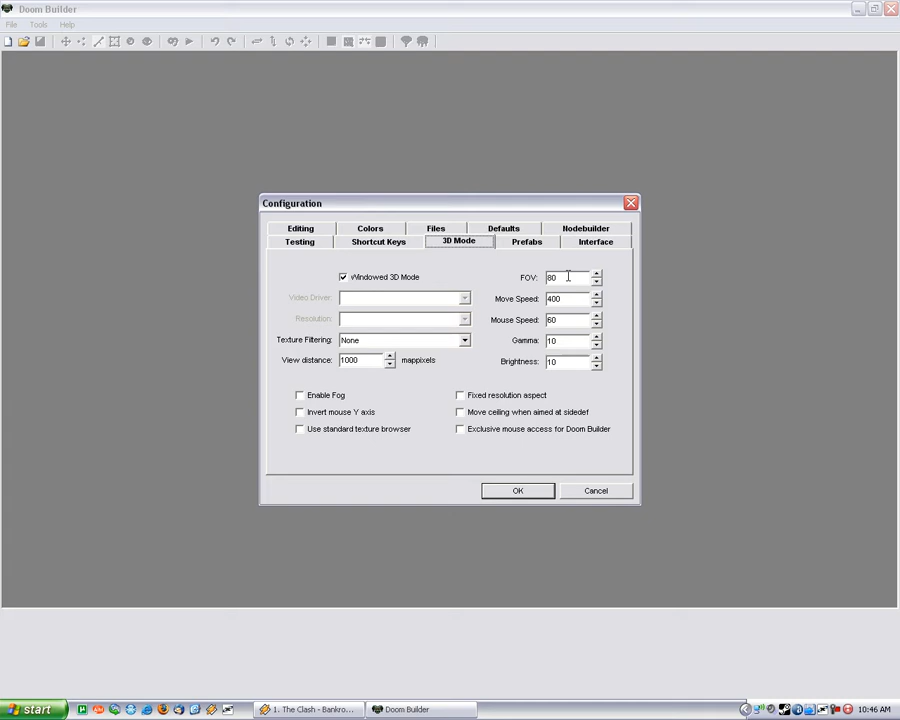 Doom Builder
File Tools Help
Configuration
Editing Colors Files Defaults Nodebuilder
Testing Shortcut Keys 3D Mode Prefabs Interface
Windowed 3D Mode
Video Driver:
Resolution:
Texture Filtering: None
View distance: 1000 mappixels
FOV: 80
Move Speed: 400
Mouse Speed: 60
Gamma: 10
Brightness: 10
Enable Fog
Invert mouse Y axis
Use standard texture browser
Fixed resolution aspect
Move ceiling when aimed at sidedef
Exclusive mouse access for Doom Builder
OK Cancel
start 1. The Clash - Bankro... Doom Builder 10:46 AM